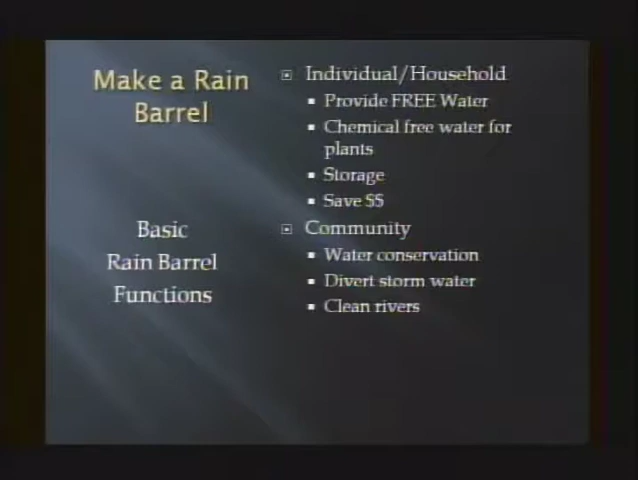 Make a Rain
Barrel
Basic
Rain Barrel
Functions
Individual/Household
Provide FREE Water
Chemical free water for
plants
Storage
Save $$
Community
Water conservation
Divert storm water
Clean rivers